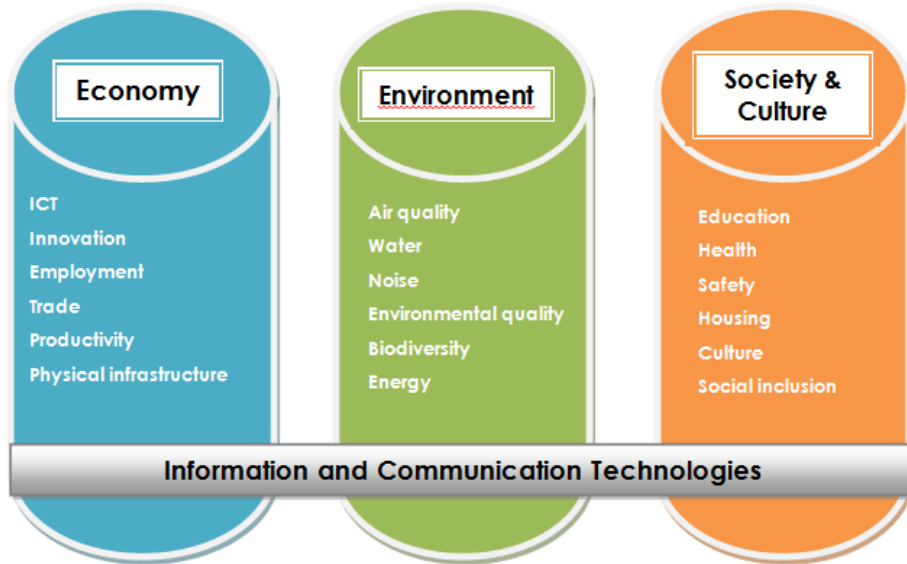 Economy
ICT
Innovation
Employment
Trade
Productivity
Physical infrastructure
Environment
Air quality
Water
Noise
Environmental quality
Biodiversity
Energy
Society &
Culture
Education
Health
Safety
Housing
Culture
Social inclusion
Information and Communication Technologies